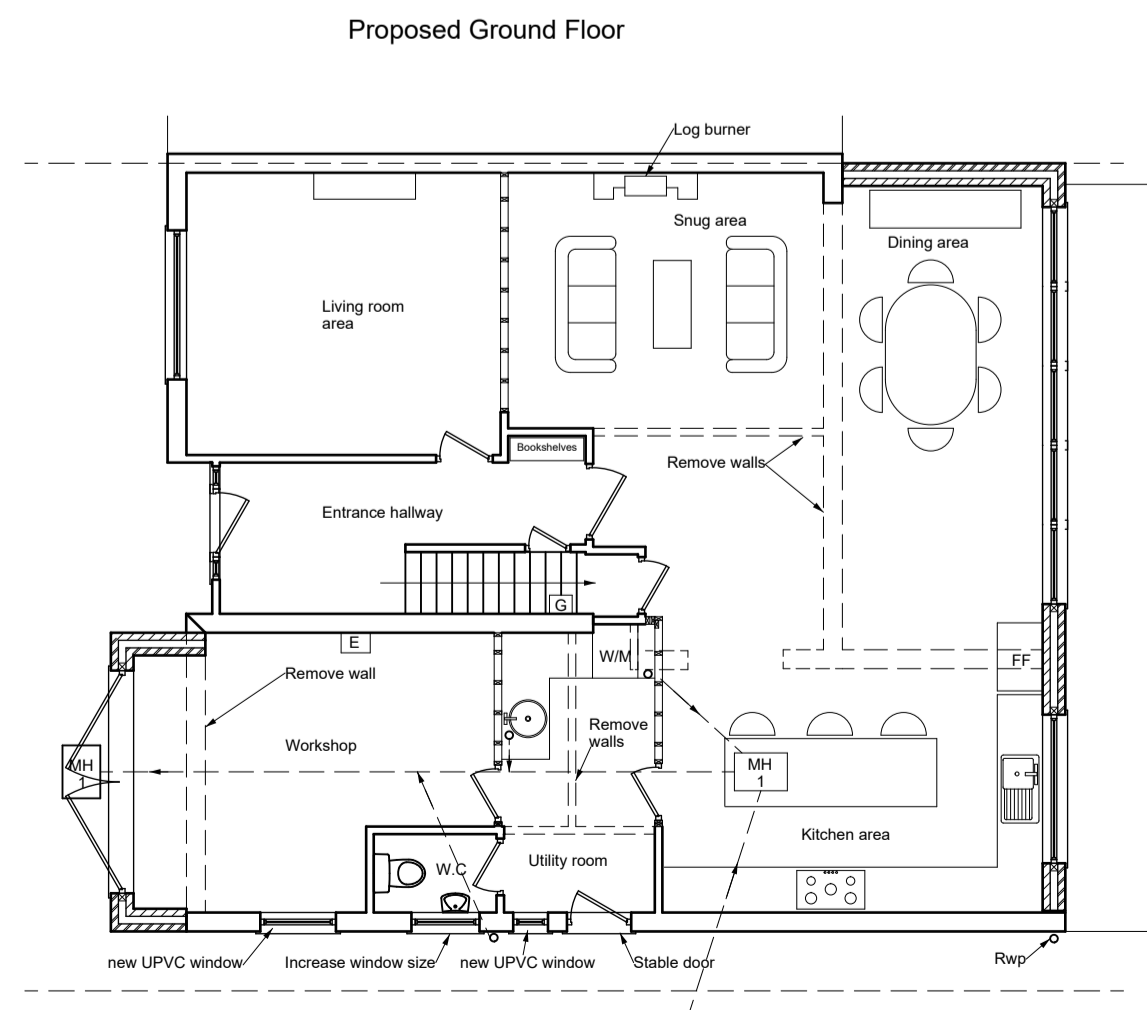 Proposed Ground Floor
Log burner
Snug area
Dining area
Living room
area
Bookshelves
Remove walls
Entrance hallway
G
E
W/M
FF
Remove wall
Remove
walls
Workshop
MH
1
MH
1
Kitchen area
W.C
Utility room
new UPVC window
Increase window size
new UPVC window
Stable door
Rwp